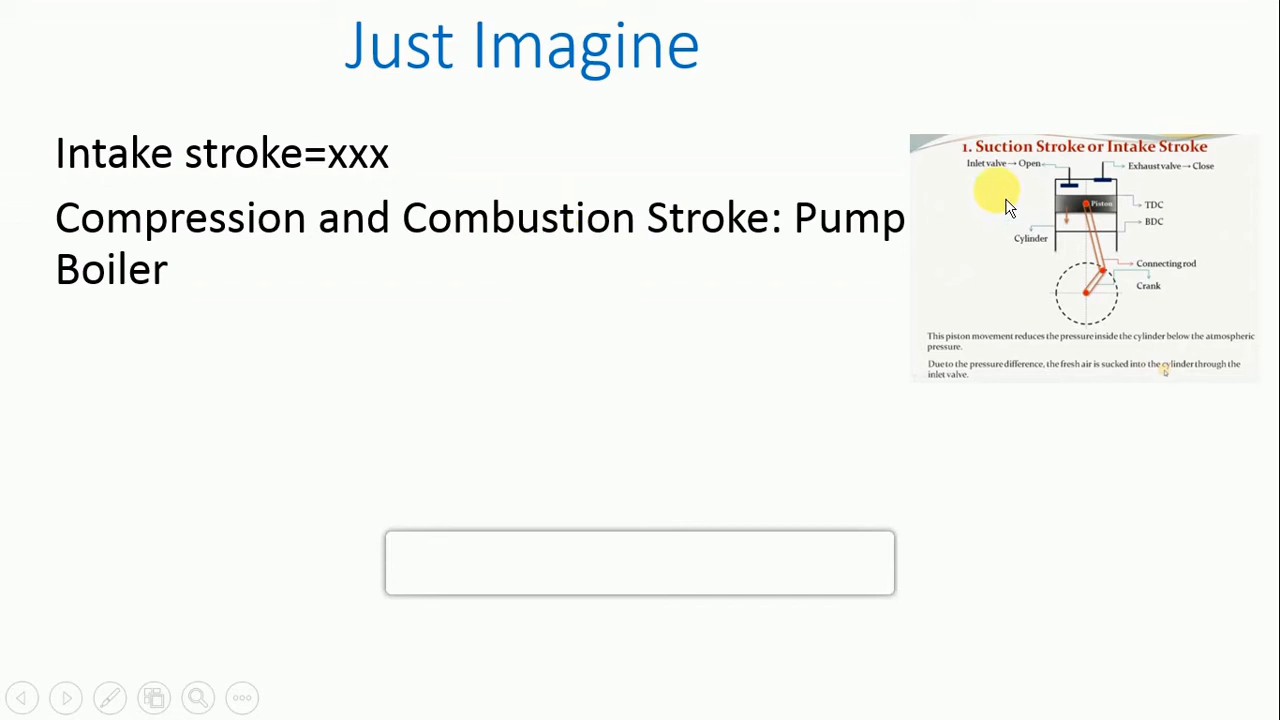 Just Imagine
Intake stroke=xxx
Compression and Combustion Stroke: Pump
Boiler
1. Suction Stroke or Intake Stroke
Inlet valve → Open
Exhaust valve → Close
Piston
TDC
BDC
Cylinder
Connecting rod
Crank
This piston movement reduces the pressure inside the cylinder below the atmospheric
pressure.
Due to the pressure difference, the fresh air is sucked into the cylinder through the
inlet valve.